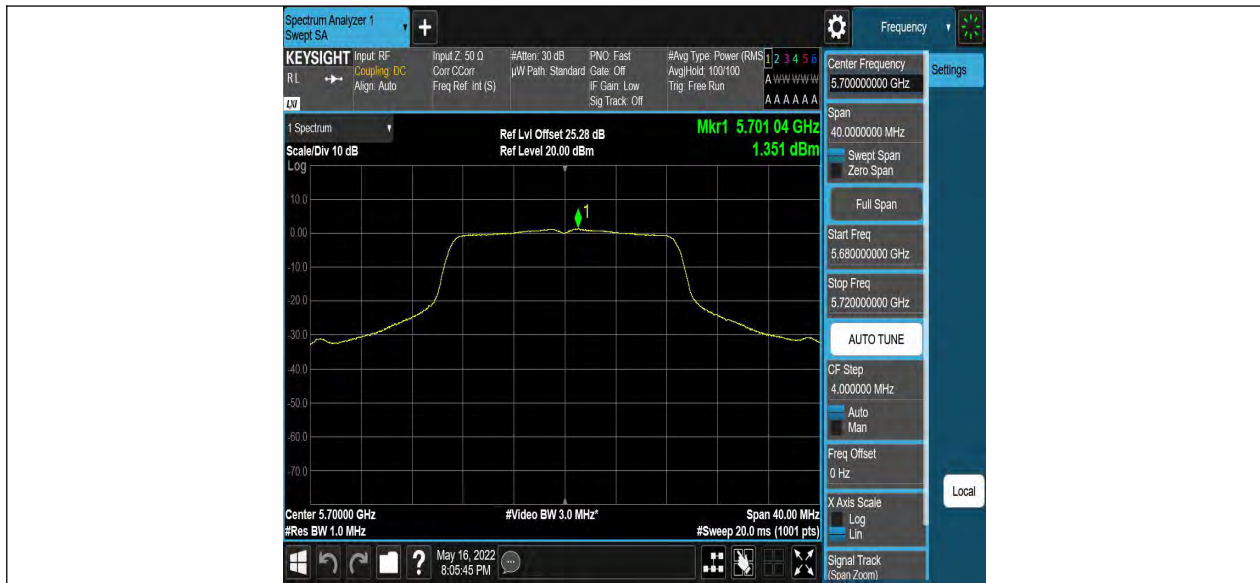 Spectrum Analyzer 1
Swept SA
+
Frequency
KEYSIGHT
RL
LXI
Input: RF
Coupling: DC
Align: Auto
Input Z: 50 Ω
Corr CCorr
Freq Ref: Int (S)
#Atten: 30 dB
µW Path: Standard
PNO: Fast
Gate: Off
IF Gain: Low
Sig Track: Off
#Avg Type: Power (RMS
Avg|Hold: 100/100
Trig: Free Run
1 2 3 4 5 6
A W W W W W
A A A A A A
1 Spectrum
Scale/Div 10 dB
Log
Ref Lvl Offset 25.28 dB
Ref Level 20.00 dBm
Mkr1 5.701 04 GHz
1.351 dBm
10.0
0.00
-10.0
-20.0
-30.0
-40.0
-50.0
-60.0
-70.0
1
Center 5.70000 GHz
#Res BW 1.0 MHz
#Video BW 3.0 MHz*
Span 40.00 MHz
#Sweep 20.0 ms (1001 pts)
?
May 16, 2022
8:05:45 PM
Center Frequency
5.700000000 GHz
Settings
Span
40.0000000 MHz
Swept Span
Zero Span
Full Span
Start Freq
5.680000000 GHz
Stop Freq
5.720000000 GHz
AUTO TUNE
CF Step
4.000000 MHz
Auto
Man
Freq Offset
0 Hz
X Axis Scale
Log
Lin
Local
Signal Track
(Span Zoom)